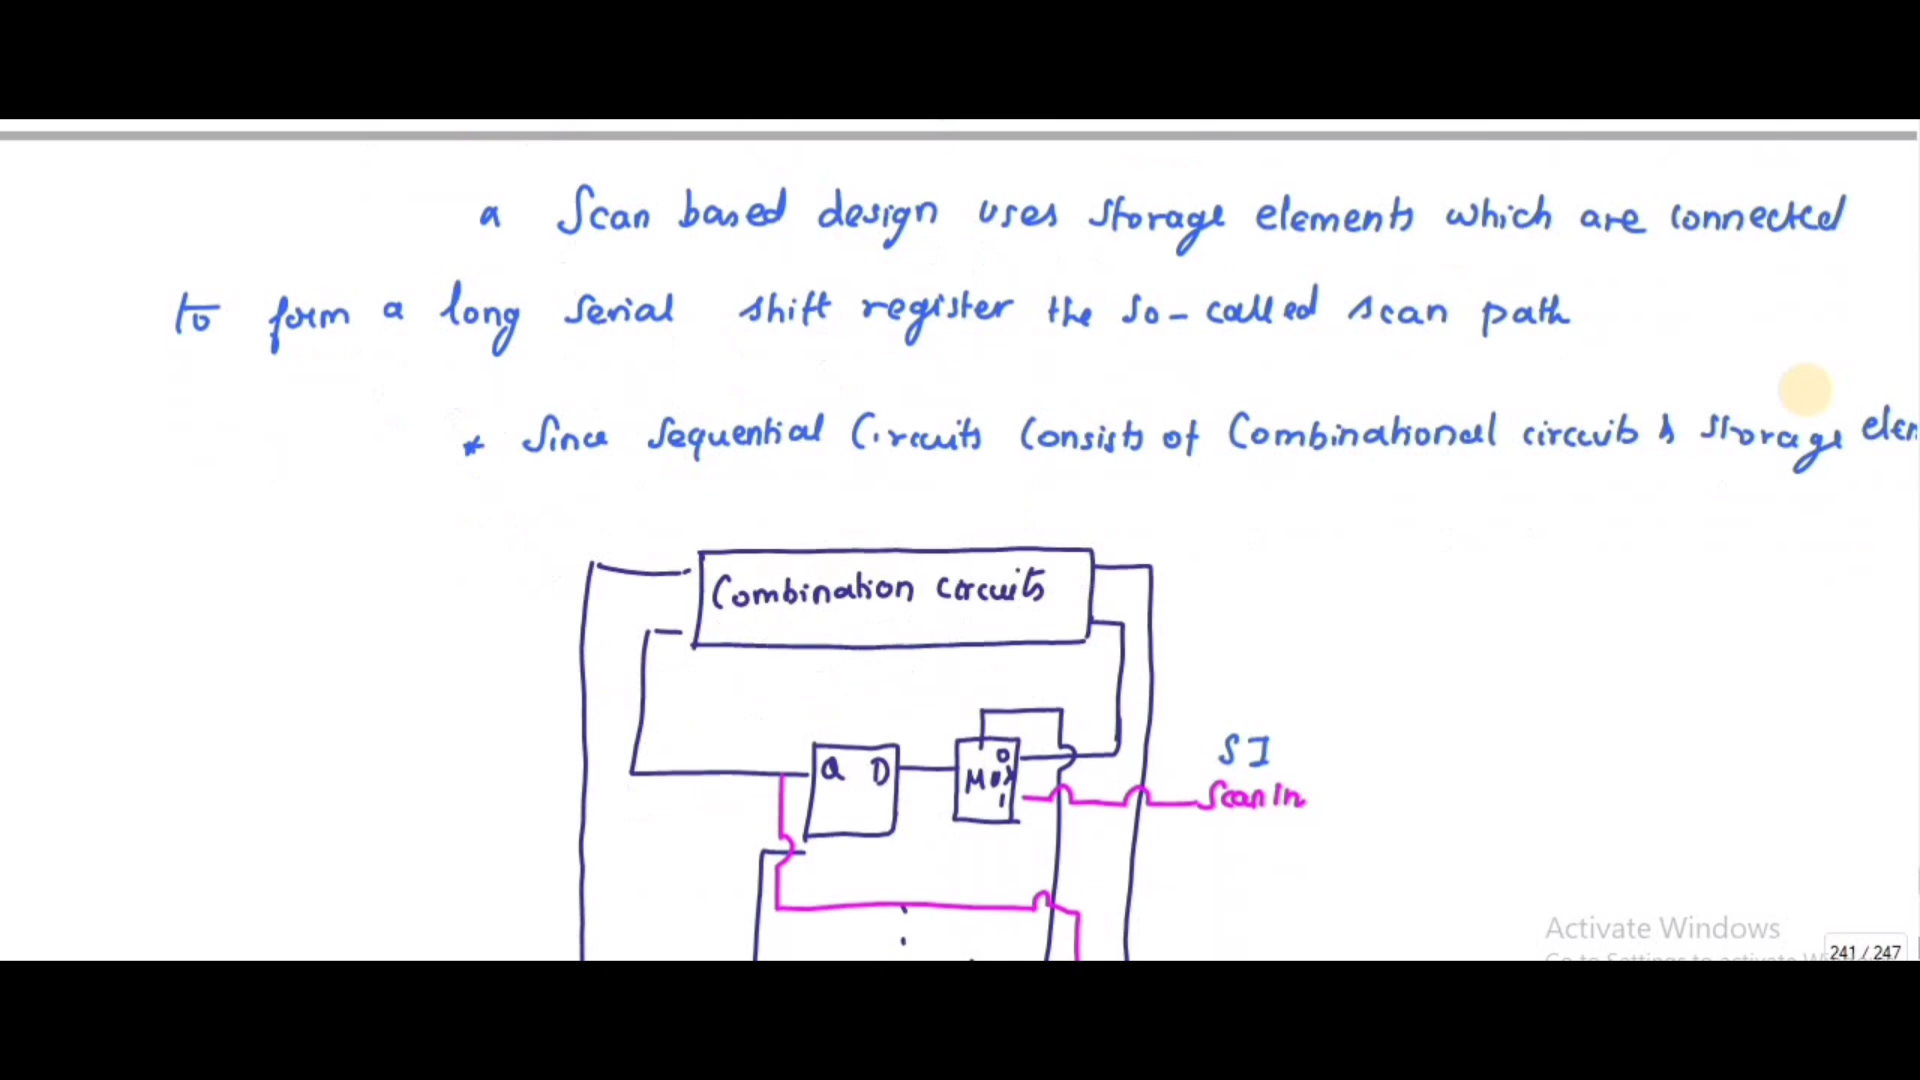 a Scan based design uses storage elements which are connected
to form a long serial shift register the so-called scan path
* Since Sequential Circuits Consists of Combinational circuits & storage elem
Combination circuits
Q D
0
MUX
1
SI
Scan In
Activate Windows
241 / 247